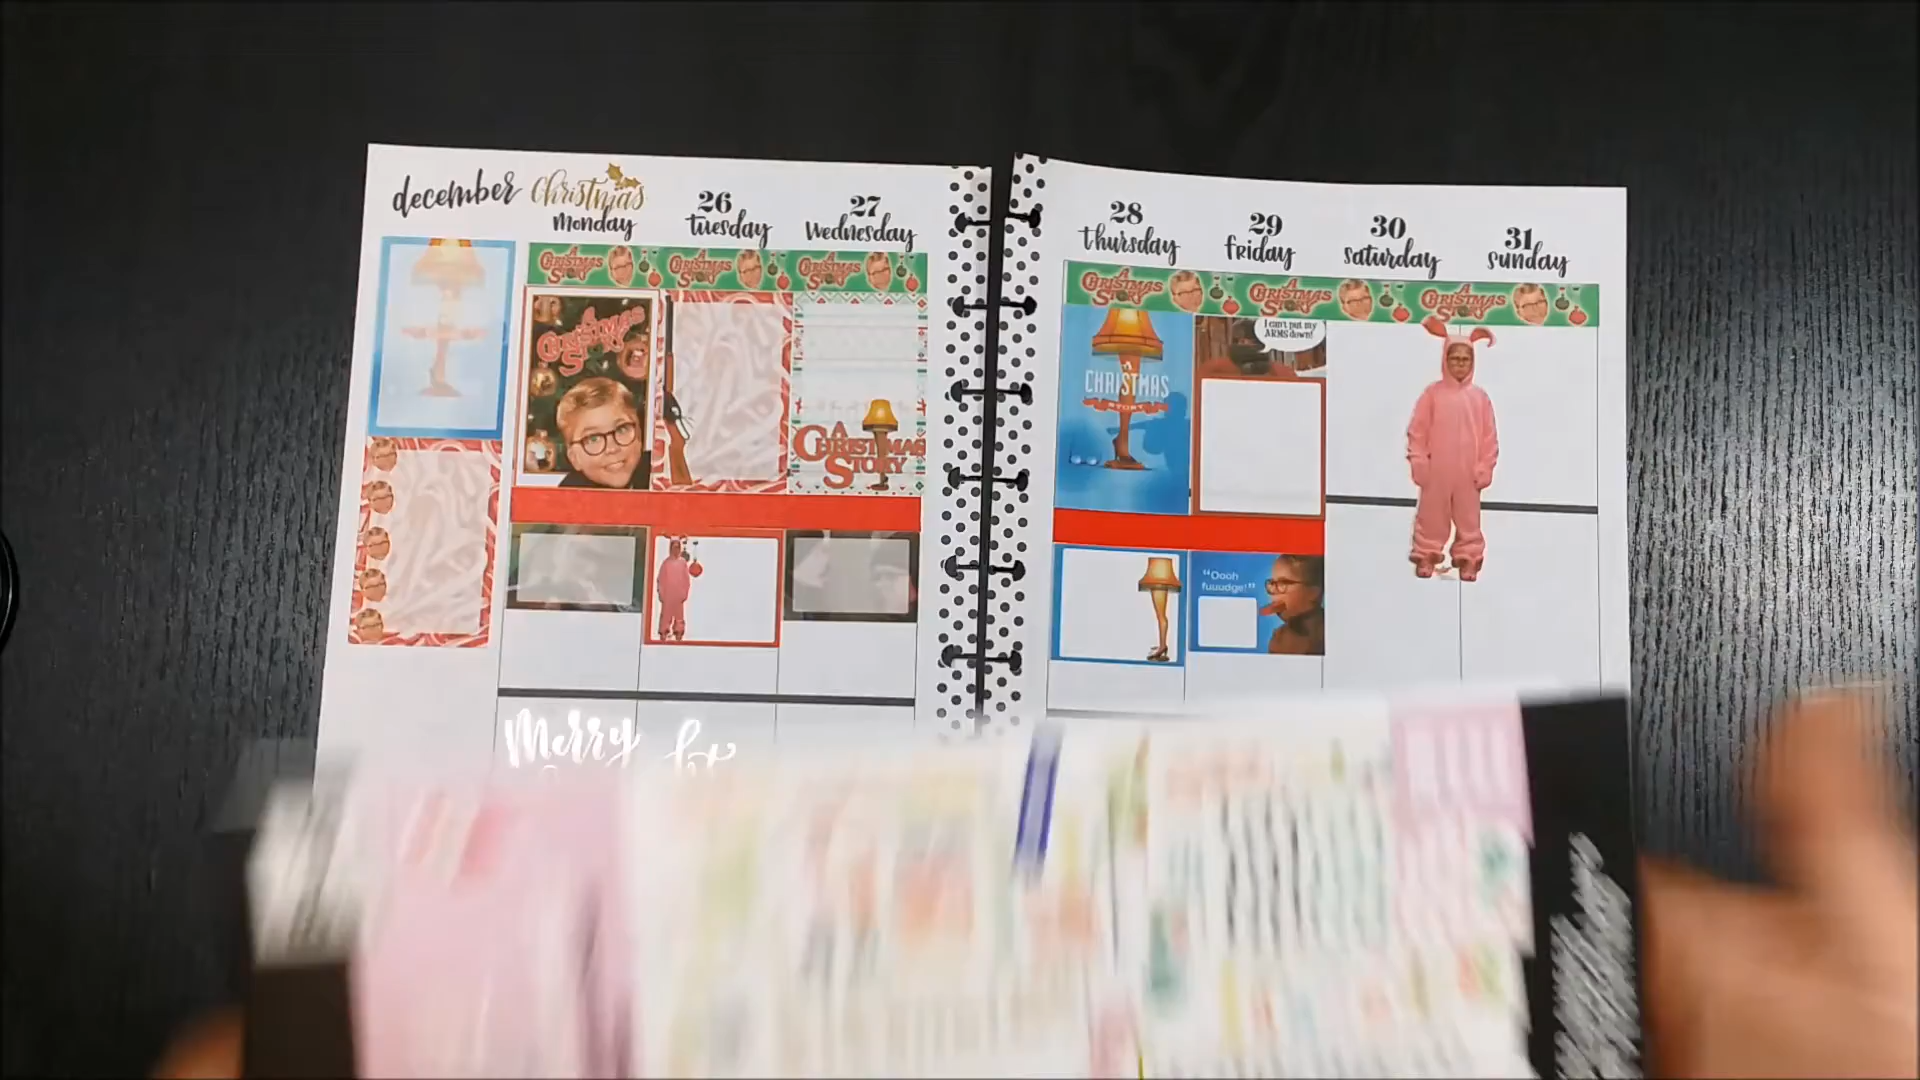 december
Christmas
monday
26
tuesday
27
wednesday
28
thursday
29
friday
30
saturday
31
sunday
A CHRISTMAS STORY
A CHRISTMAS STORY
A CHRISTMAS STORY
A CHRISTMAS STORY
A CHRISTMAS STORY
A CHRISTMAS STORY
A CHRISTMAS STORY
A CHRISTMAS STORY
A CHRISTMAS STORY
I can't put my
ARMS down!
"Oooh
fuuudge!"
Merry